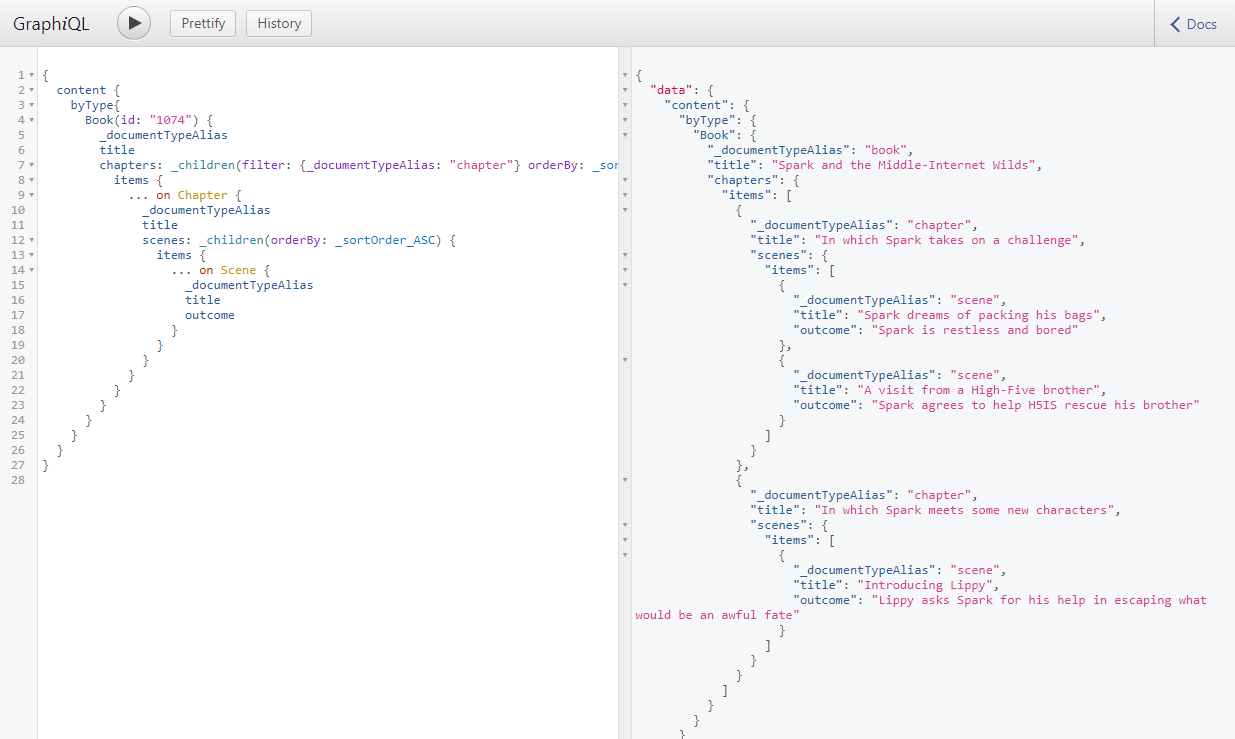 GraphiQL
Prettify
History
Docs
1 {
2 content {
3 byType{
4 Book(id: "1074") {
5 _documentTypeAlias
6 title
7 chapters: _children(filter: {_documentTypeAlias: "chapter"} orderBy: _sor
8 items {
9 ... on Chapter {
10 _documentTypeAlias
11 title
12 scenes: _children(orderBy: _sortOrder_ASC) {
13 items {
14 ... on Scene {
15 _documentTypeAlias
16 title
17 outcome
18 }
19 }
20 }
21 }
22 }
23 }
24 }
25 }
26 }
27 }
28
{
"data": {
"content": {
"byType": {
"Book": {
"_documentTypeAlias": "book",
"title": "Spark and the Middle-Internet Wilds",
"chapters": {
"items": [
{
"_documentTypeAlias": "chapter",
"title": "In which Spark takes on a challenge",
"scenes": {
"items": [
{
"_documentTypeAlias": "scene",
"title": "Spark dreams of packing his bags",
"outcome": "Spark is restless and bored"
},
{
"_documentTypeAlias": "scene",
"title": "A visit from a High-Five brother",
"outcome": "Spark agrees to help H5IS rescue his brother"
}
]
}
},
{
"_documentTypeAlias": "chapter",
"title": "In which Spark meets some new characters",
"scenes": {
"items": [
{
"_documentTypeAlias": "scene",
"title": "Introducing Lippy",
"outcome": "Lippy asks Spark for his help in escaping what
would be an awful fate"
}
]
}
}
]
}
}
}